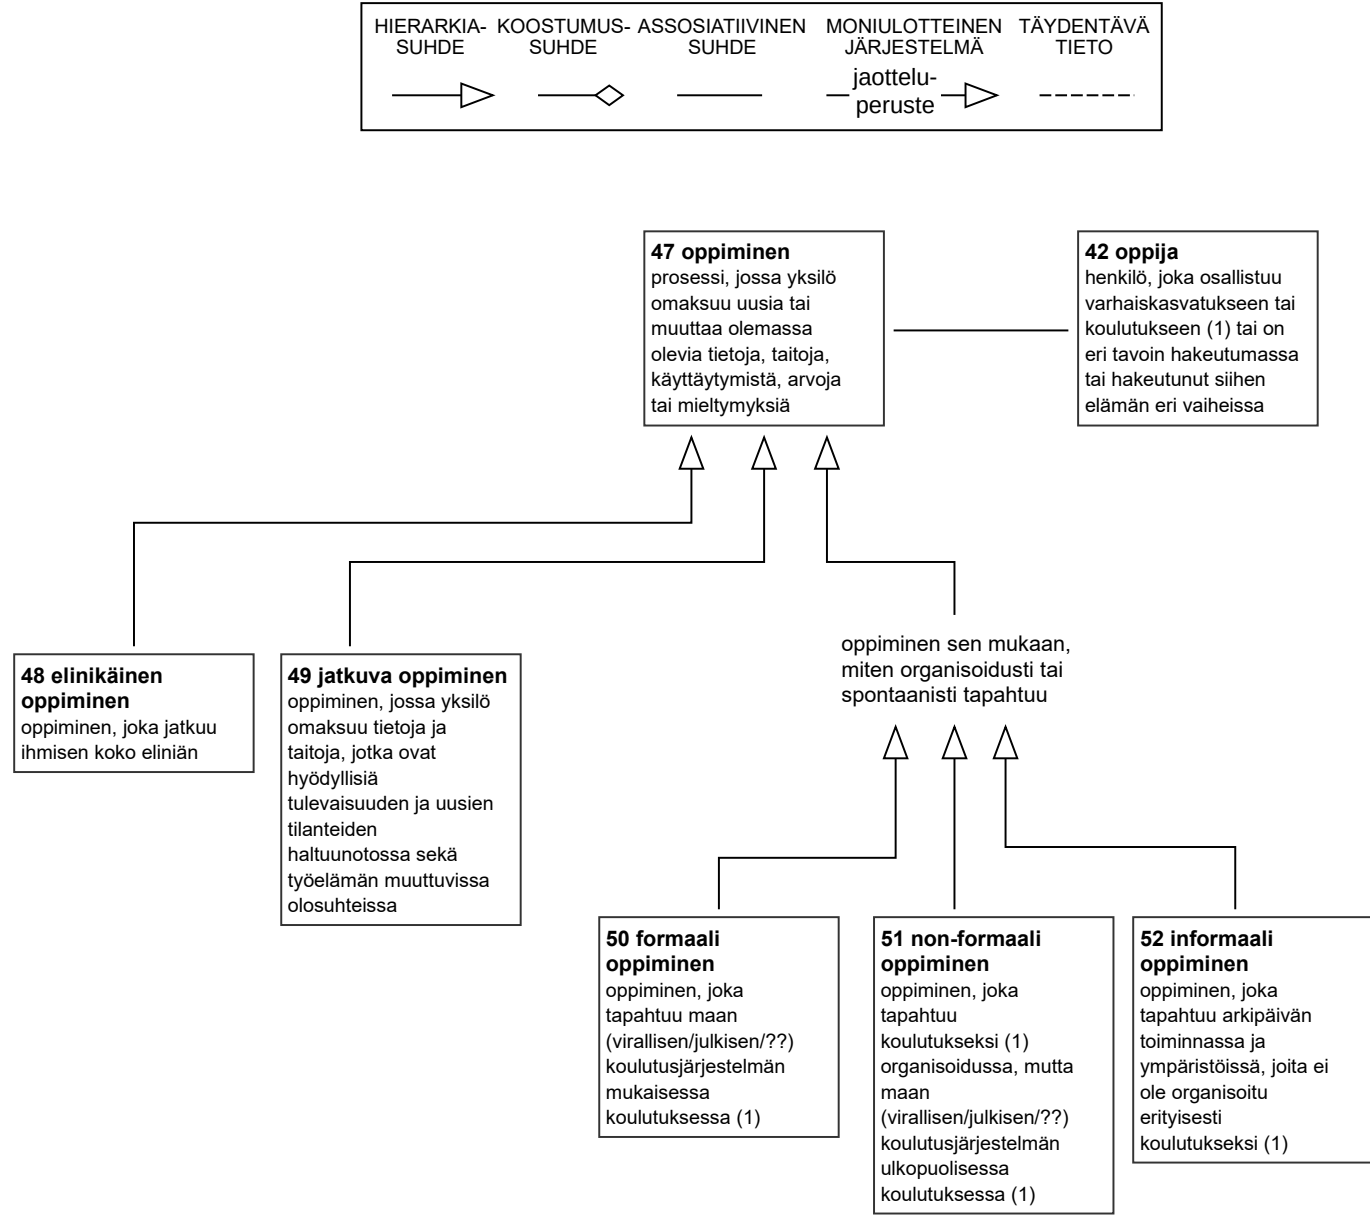 HIERARKIA-
SUHDE
KOOSTUMUS-
SUHDE
ASSOSIATIIVINEN
SUHDE
MONIULOTTEINEN
JÄRJESTELMÄ
jaottelu-
peruste
TÄYDENTÄVÄ
TIETO
47 oppiminen
prosessi, jossa yksilö
omaksuu uusia tai
muuttaa olemassa
olevia tietoja, taitoja,
käyttäytymistä, arvoja
tai mieltymyksiä
42 oppija
henkilö, joka osallistuu
varhaiskasvatukseen tai
koulutukseen (1) tai on
eri tavoin hakeutumassa
tai hakeutunut siihen
elämän eri vaiheissa
48 elinikäinen
oppiminen
oppiminen, joka jatkuu
ihmisen koko eliniän
49 jatkuva oppiminen
oppiminen, jossa yksilö
omaksuu tietoja ja
taitoja, jotka ovat
hyödyllisiä
tulevaisuuden ja uusien
tilanteiden
haltuunotossa sekä
työelämän muuttuvissa
olosuhteissa
oppiminen sen mukaan,
miten organisoidusti tai
spontaanisti tapahtuu
50 formaali
oppiminen
oppiminen, joka
tapahtuu maan
(virallisen/julkisen/??)
koulutusjärjestelmän
mukaisessa
koulutuksessa (1)
51 non-formaali
oppiminen
oppiminen, joka
tapahtuu
koulutukseksi (1)
organisoidussa, mutta
maan
(virallisen/julkisen/??)
koulutusjärjestelmän
ulkopuolisessa
koulutuksessa (1)
52 informaali
oppiminen
oppiminen, joka
tapahtuu arkipäivän
toiminnassa ja
ympäristöissä, joita ei
ole organisoitu
erityisesti
koulutukseksi (1)